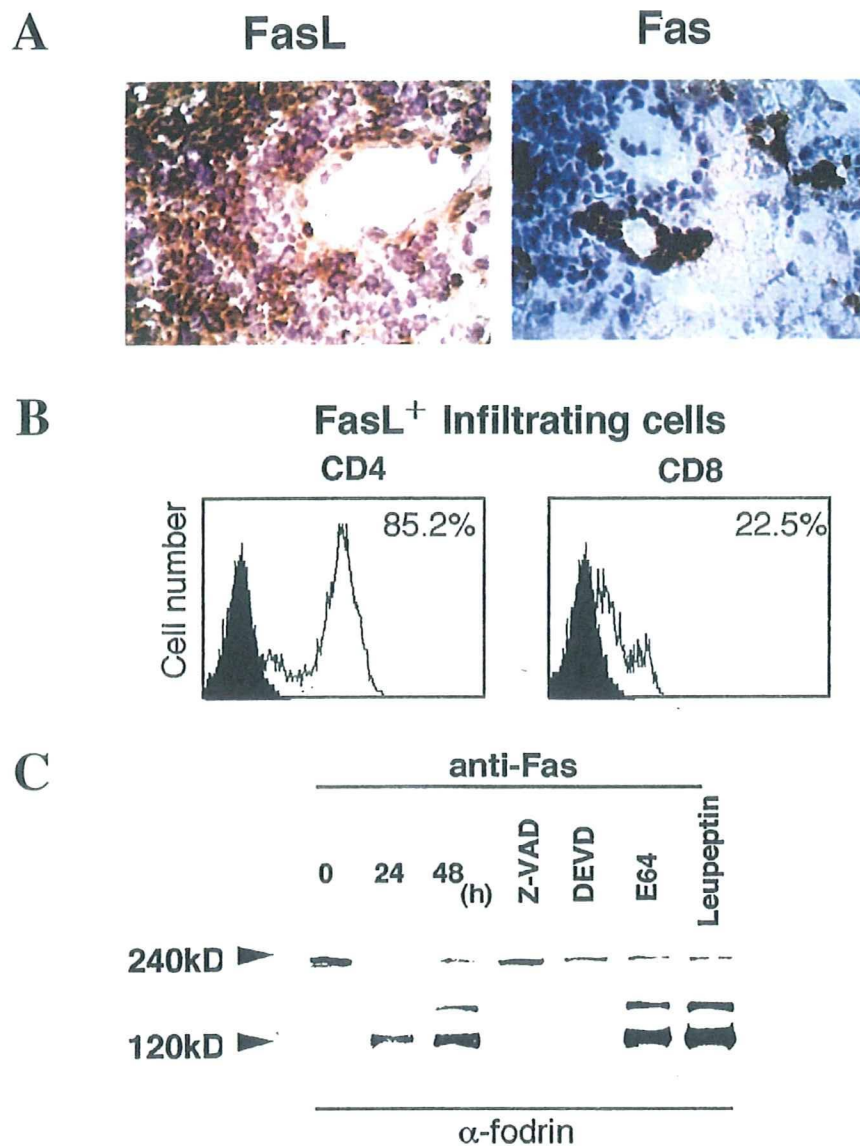 A
FasL Fas
B
FasL+ Infiltrating cells
CD4 CD8
85.2% 22.5%
Cell number
C
anti-Fas
0 24 48 (h) Z-VAD DEVD E64 Leupeptin
240kD
120kD
α-fodrin